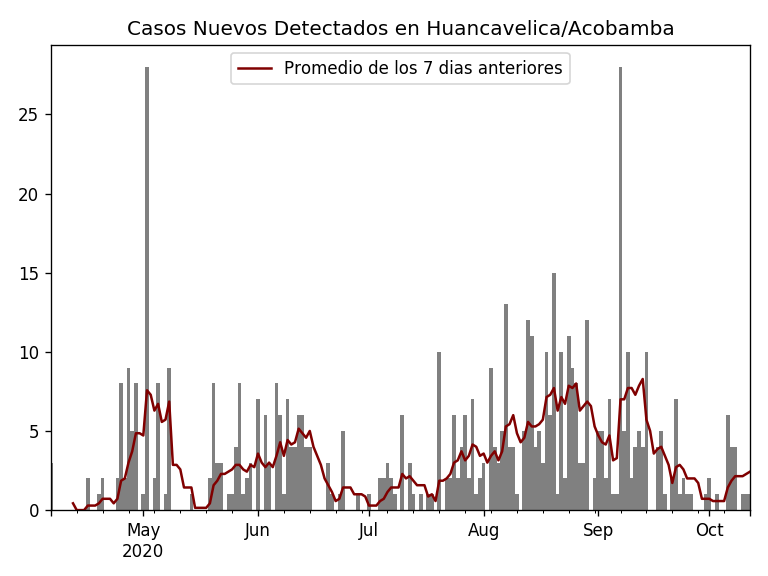 Casos Nuevos Detectados en Huancavelica/Acobamba
Promedio de los 7 dias anteriores
25
20
15
10
5
0
May Jun Jul Aug Sep Oct
2020